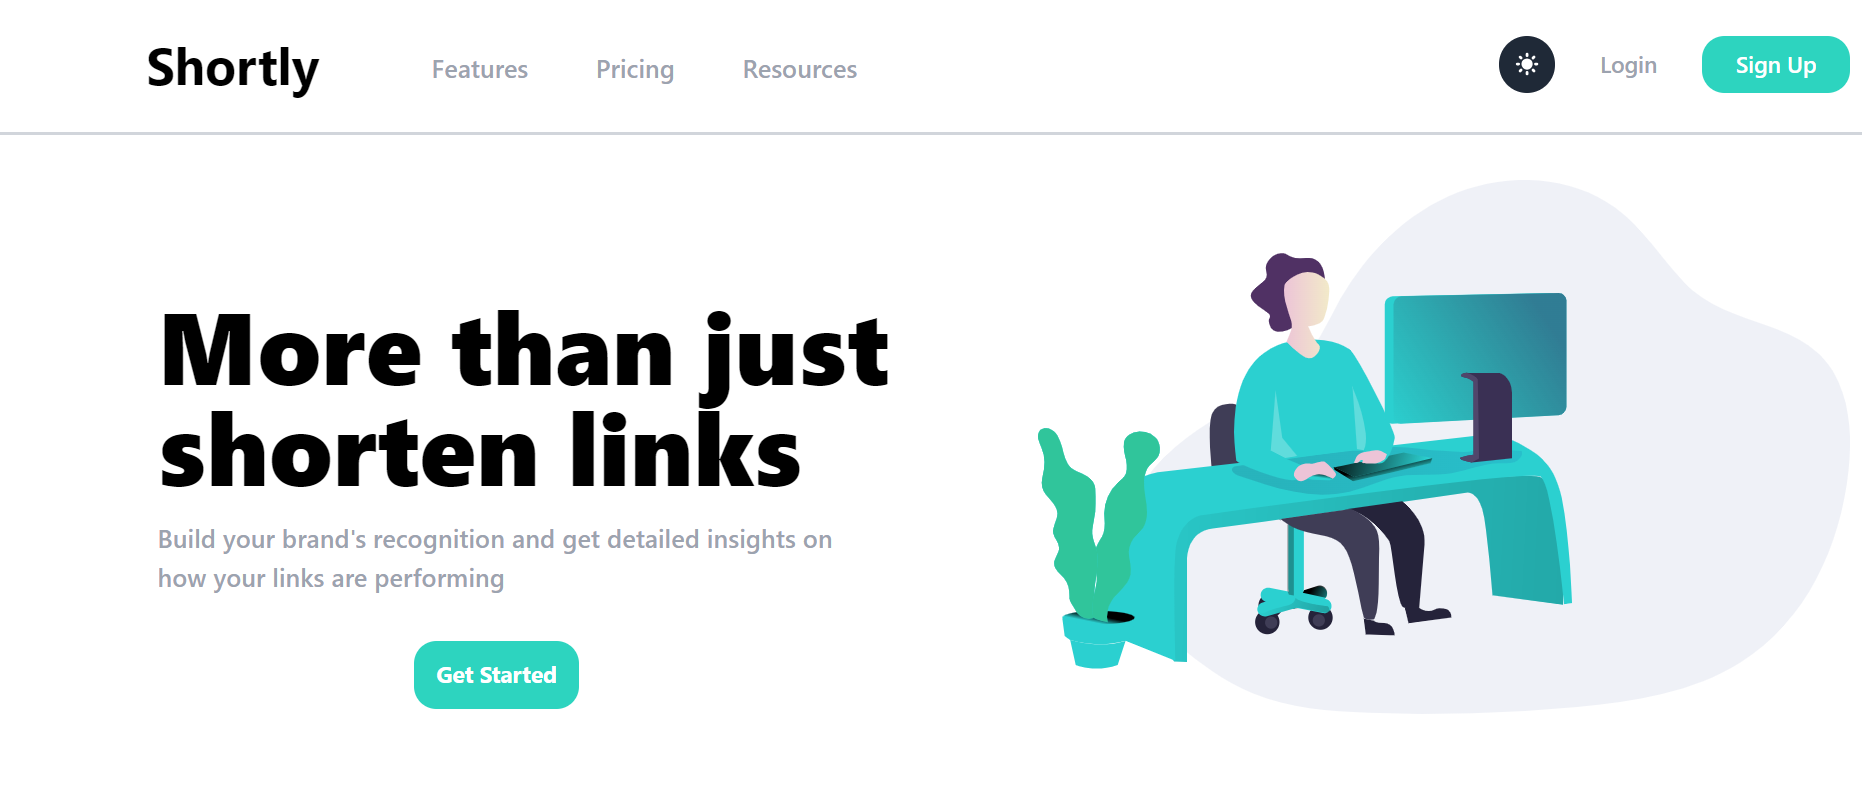 Shortly
Features
Pricing
Resources
Login
Sign Up
More than just
shorten links
Build your brand's recognition and get detailed insights on
how your links are performing
Get Started